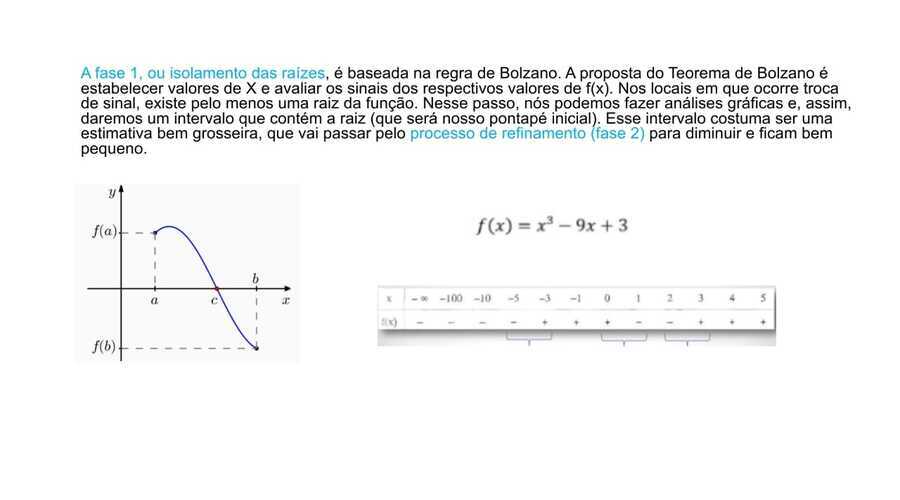 A fase 1, ou isolamento das raízes, é baseada na regra de Bolzano. A proposta do Teorema de Bolzano é
estabelecer valores de X e avaliar os sinais dos respectivos valores de f(x). Nos locais em que ocorre troca
de sinal, existe pelo menos uma raiz da função. Nesse passo, nós podemos fazer análises gráficas e, assim,
daremos um intervalo que contém a raiz (que será nosso pontapé inicial). Esse intervalo costuma ser uma
estimativa bem grosseira, que vai passar pelo processo de refinamento (fase 2) para diminuir e ficam bem
pequeno.
y
f(a)
b
a
c
x
f(b)
f(x) = x³ − 9x + 3
x − ∞ −100 −10 −5 −3 −1 0 1 2 3 4 5
f(x) − − − − + + + − − + + +